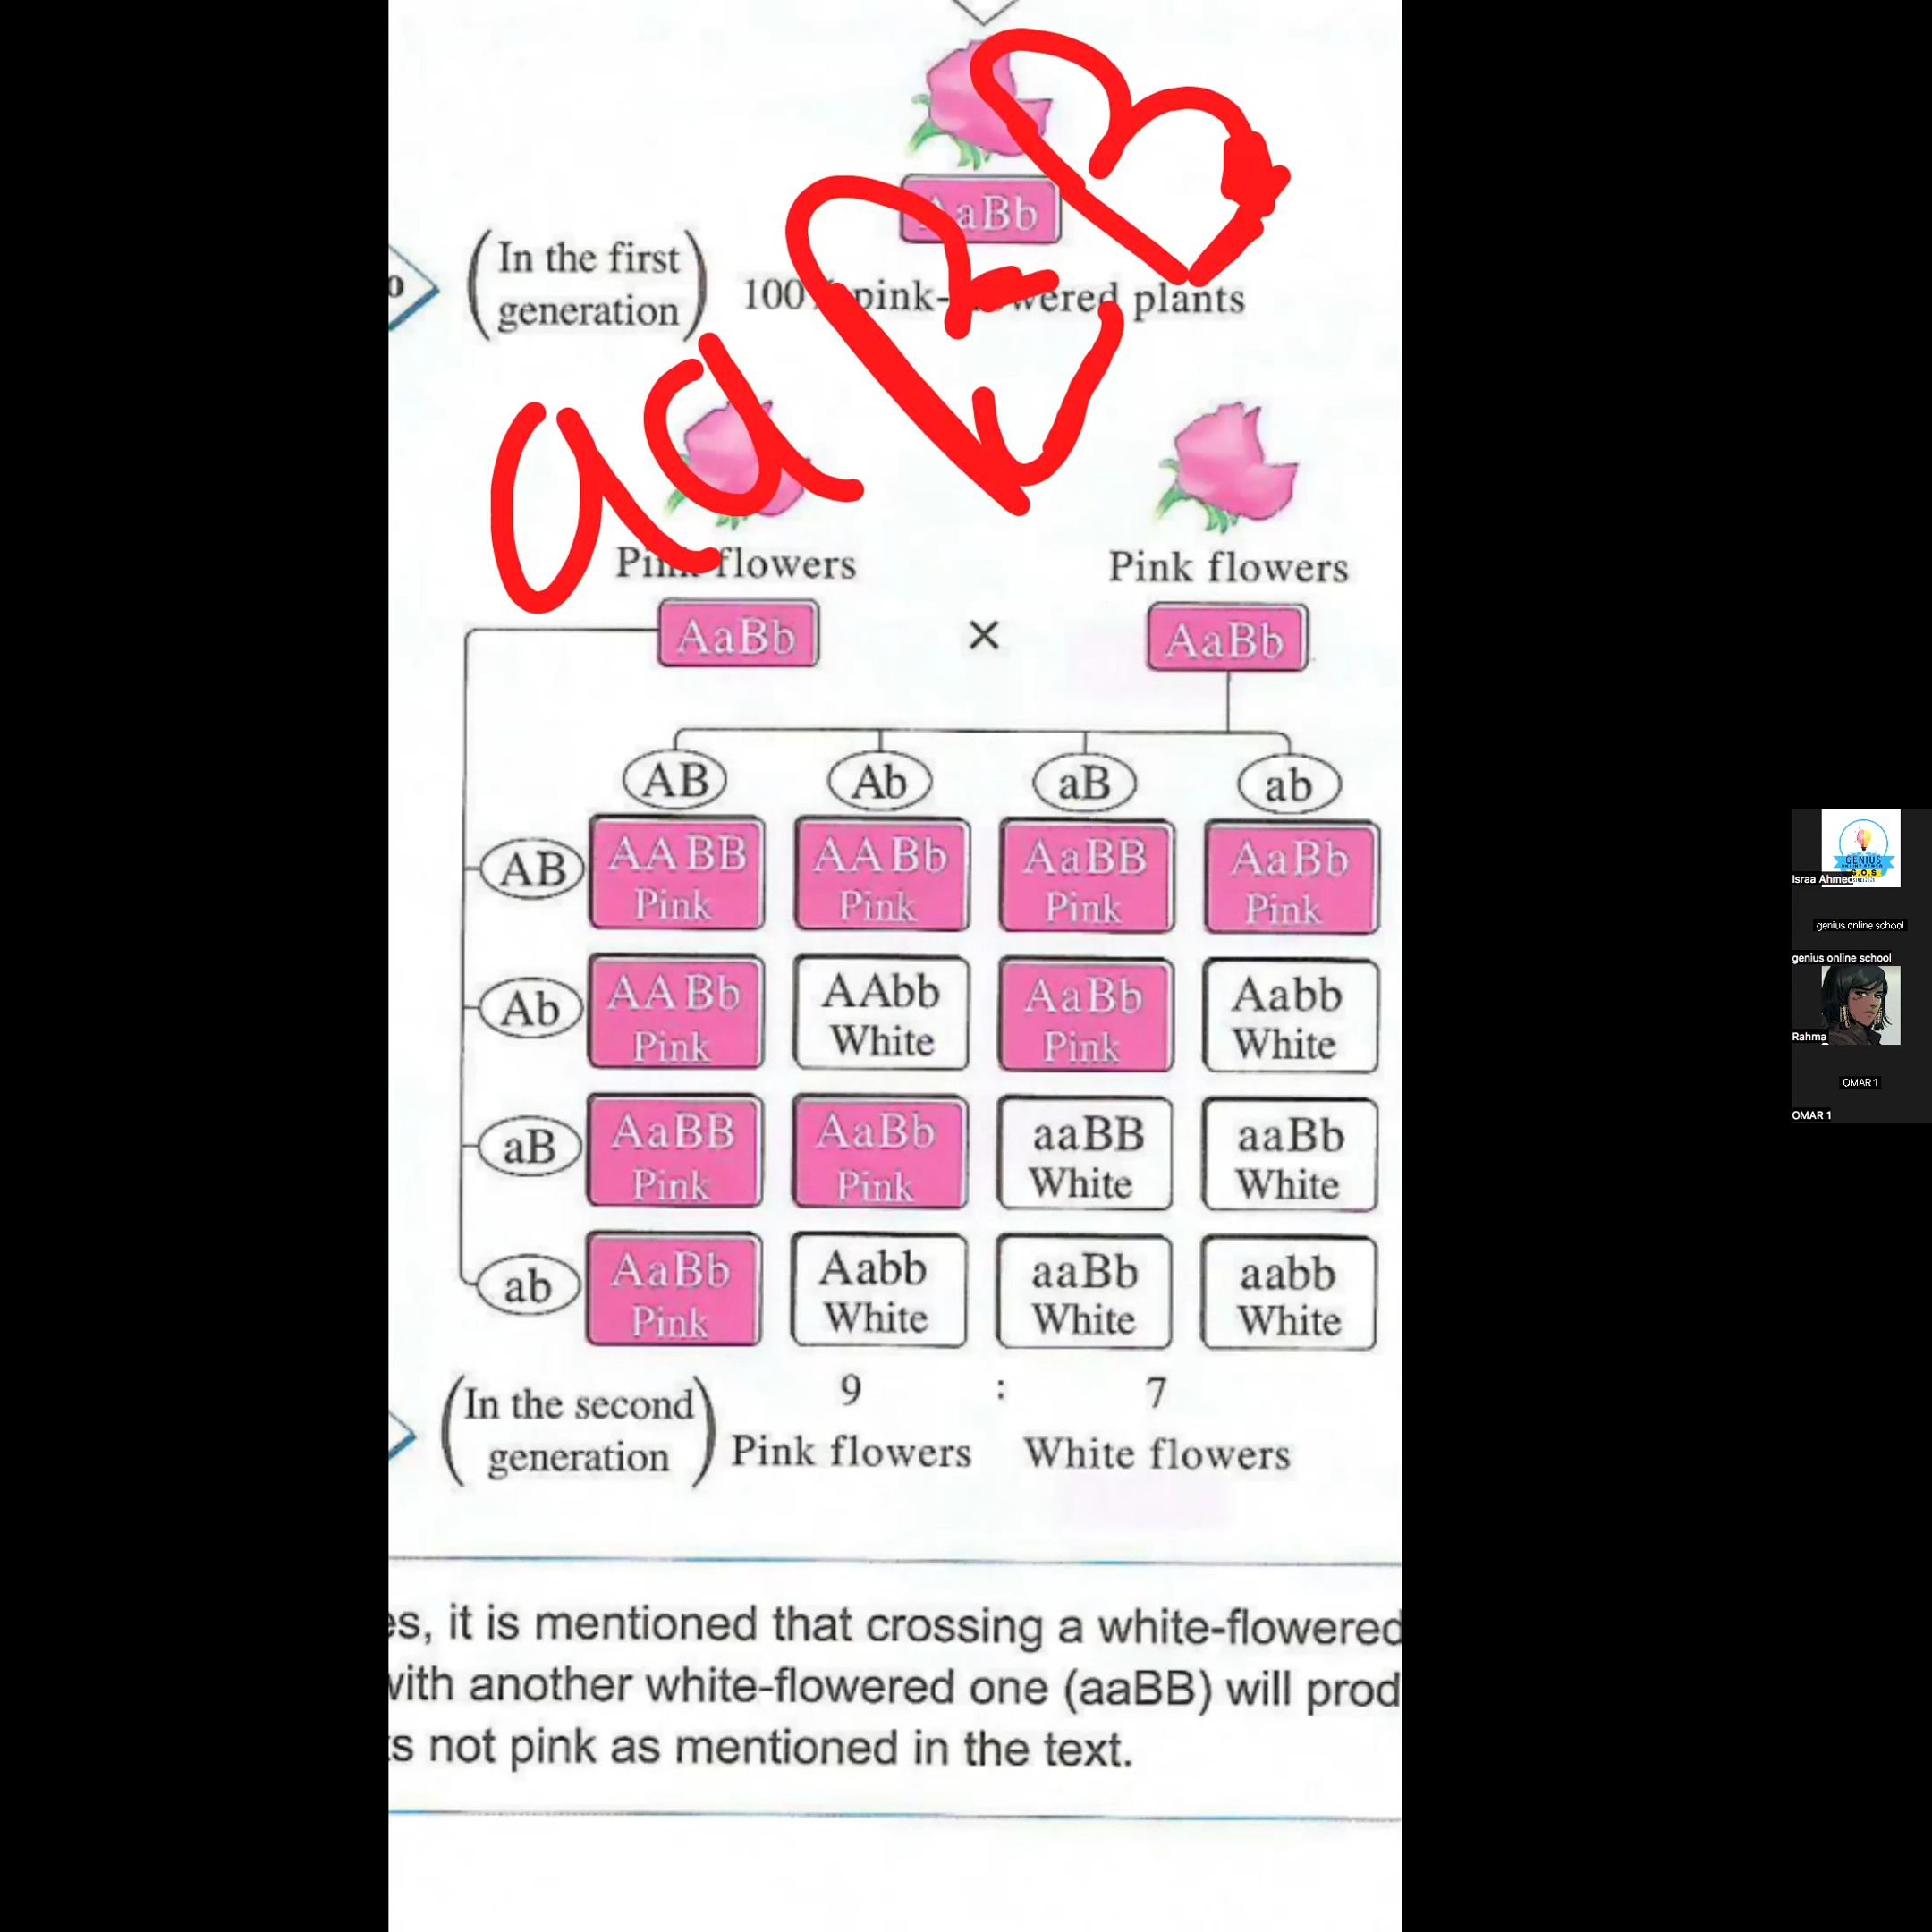 AaBb
(In the first generation)
100% pink-flowered plants
aaBB
Pink flowers Pink flowers
AaBb × AaBb
AB Ab aB ab
AB AABB Pink AABb Pink AaBB Pink AaBb Pink
Ab AABb Pink AAbb White AaBb Pink Aabb White
aB AaBB Pink AaBb Pink aaBB White aaBb White
ab AaBb Pink Aabb White aaBb White aabb White
(In the second generation)
9 : 7
Pink flowers : White flowers
it is mentioned that crossing a white-flowered
another white-flowered one (aaBB) will
not pink as mentioned in the text.
GENIUS
G.O.S
Israa Ahmed
genius online school
genius online school
Rahma
OMAR 1
OMAR 1